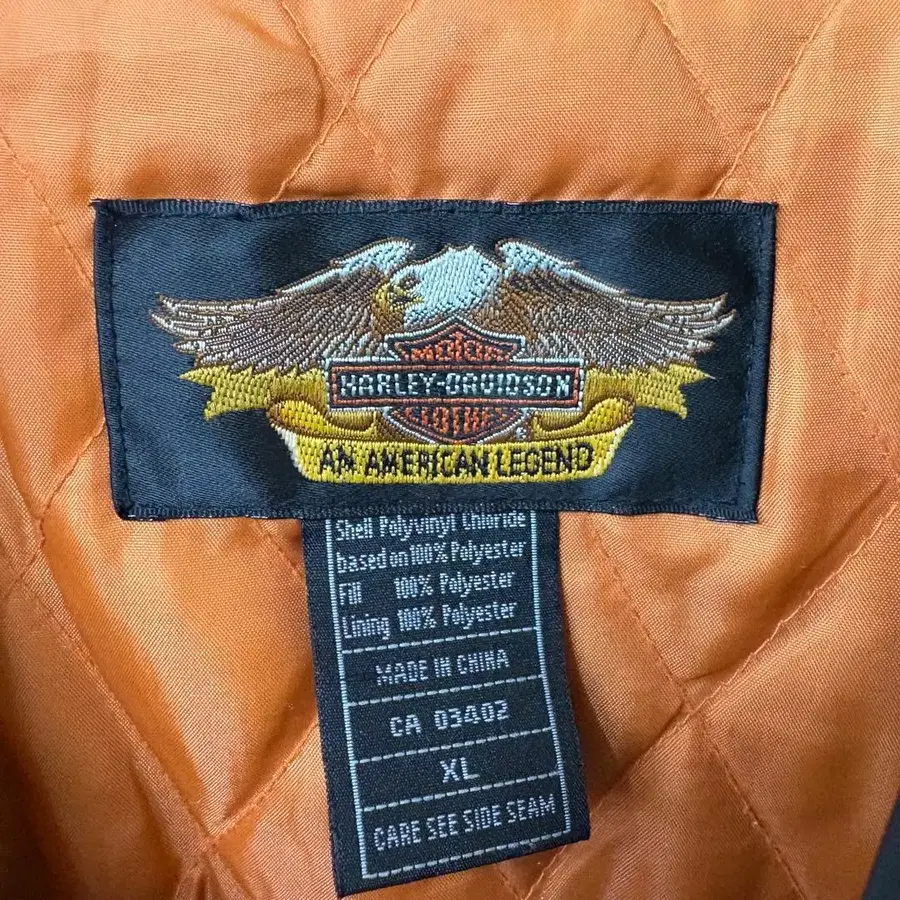 MOTOR
HARLEY-DAVIDSON
CLOTHES
®
AN AMERICAN LEGEND
Shell Polyvinyl Chloride
based on 100% Polyester
Fill 100% Polyester
Lining 100% Polyester
MADE IN CHINA
CA 03402
XL
CARE SEE SIDE SEAM